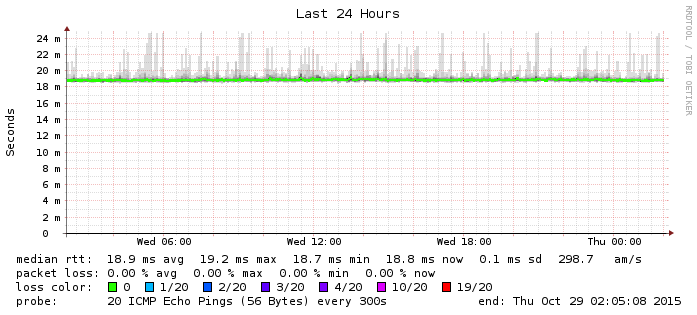 Last 24 Hours
RRDTOOL / TOBI OETIKER
Seconds
24 m
22 m
20 m
18 m
16 m
14 m
12 m
10 m
8 m
6 m
4 m
2 m
0
Wed 06:00 Wed 12:00 Wed 18:00 Thu 00:00
median rtt: 18.9 ms avg 19.2 ms max 18.7 ms min 18.8 ms now 0.1 ms sd 298.7 am/s
packet loss: 0.00 % avg 0.00 % max 0.00 % min 0.00 % now
loss color: 0 1/20 2/20 3/20 4/20 10/20 19/20
probe: 20 ICMP Echo Pings (56 Bytes) every 300s end: Thu Oct 29 02:05:08 2015